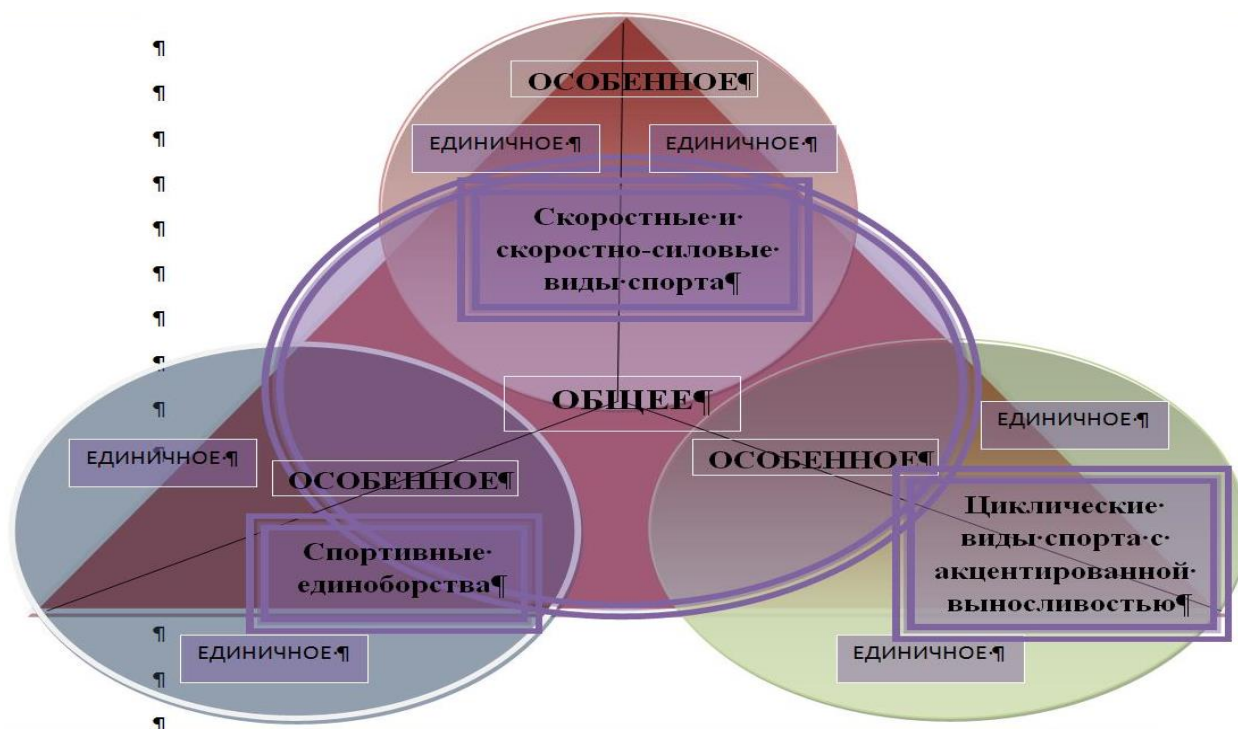 ОСОБЕННОЕ¶
ЕДИНИЧНОЕ·¶
ЕДИНИЧНОЕ·¶
Скоростные·и·
скоростно-силовые·
виды·спорта¶
ОБЩЕЕ¶
ЕДИНИЧНОЕ·¶
ОСОБЕННОЕ¶
Спортивные·
единоборства¶
ЕДИНИЧНОЕ·¶
ЕДИНИЧНОЕ·¶
ОСОБЕННОЕ¶
Циклические·
виды·спорта·с·
акцентированной·
выносливостью¶
ЕДИНИЧНОЕ·¶
¶
¶
¶
¶
¶
¶
¶
¶
¶
¶
¶
¶
¶